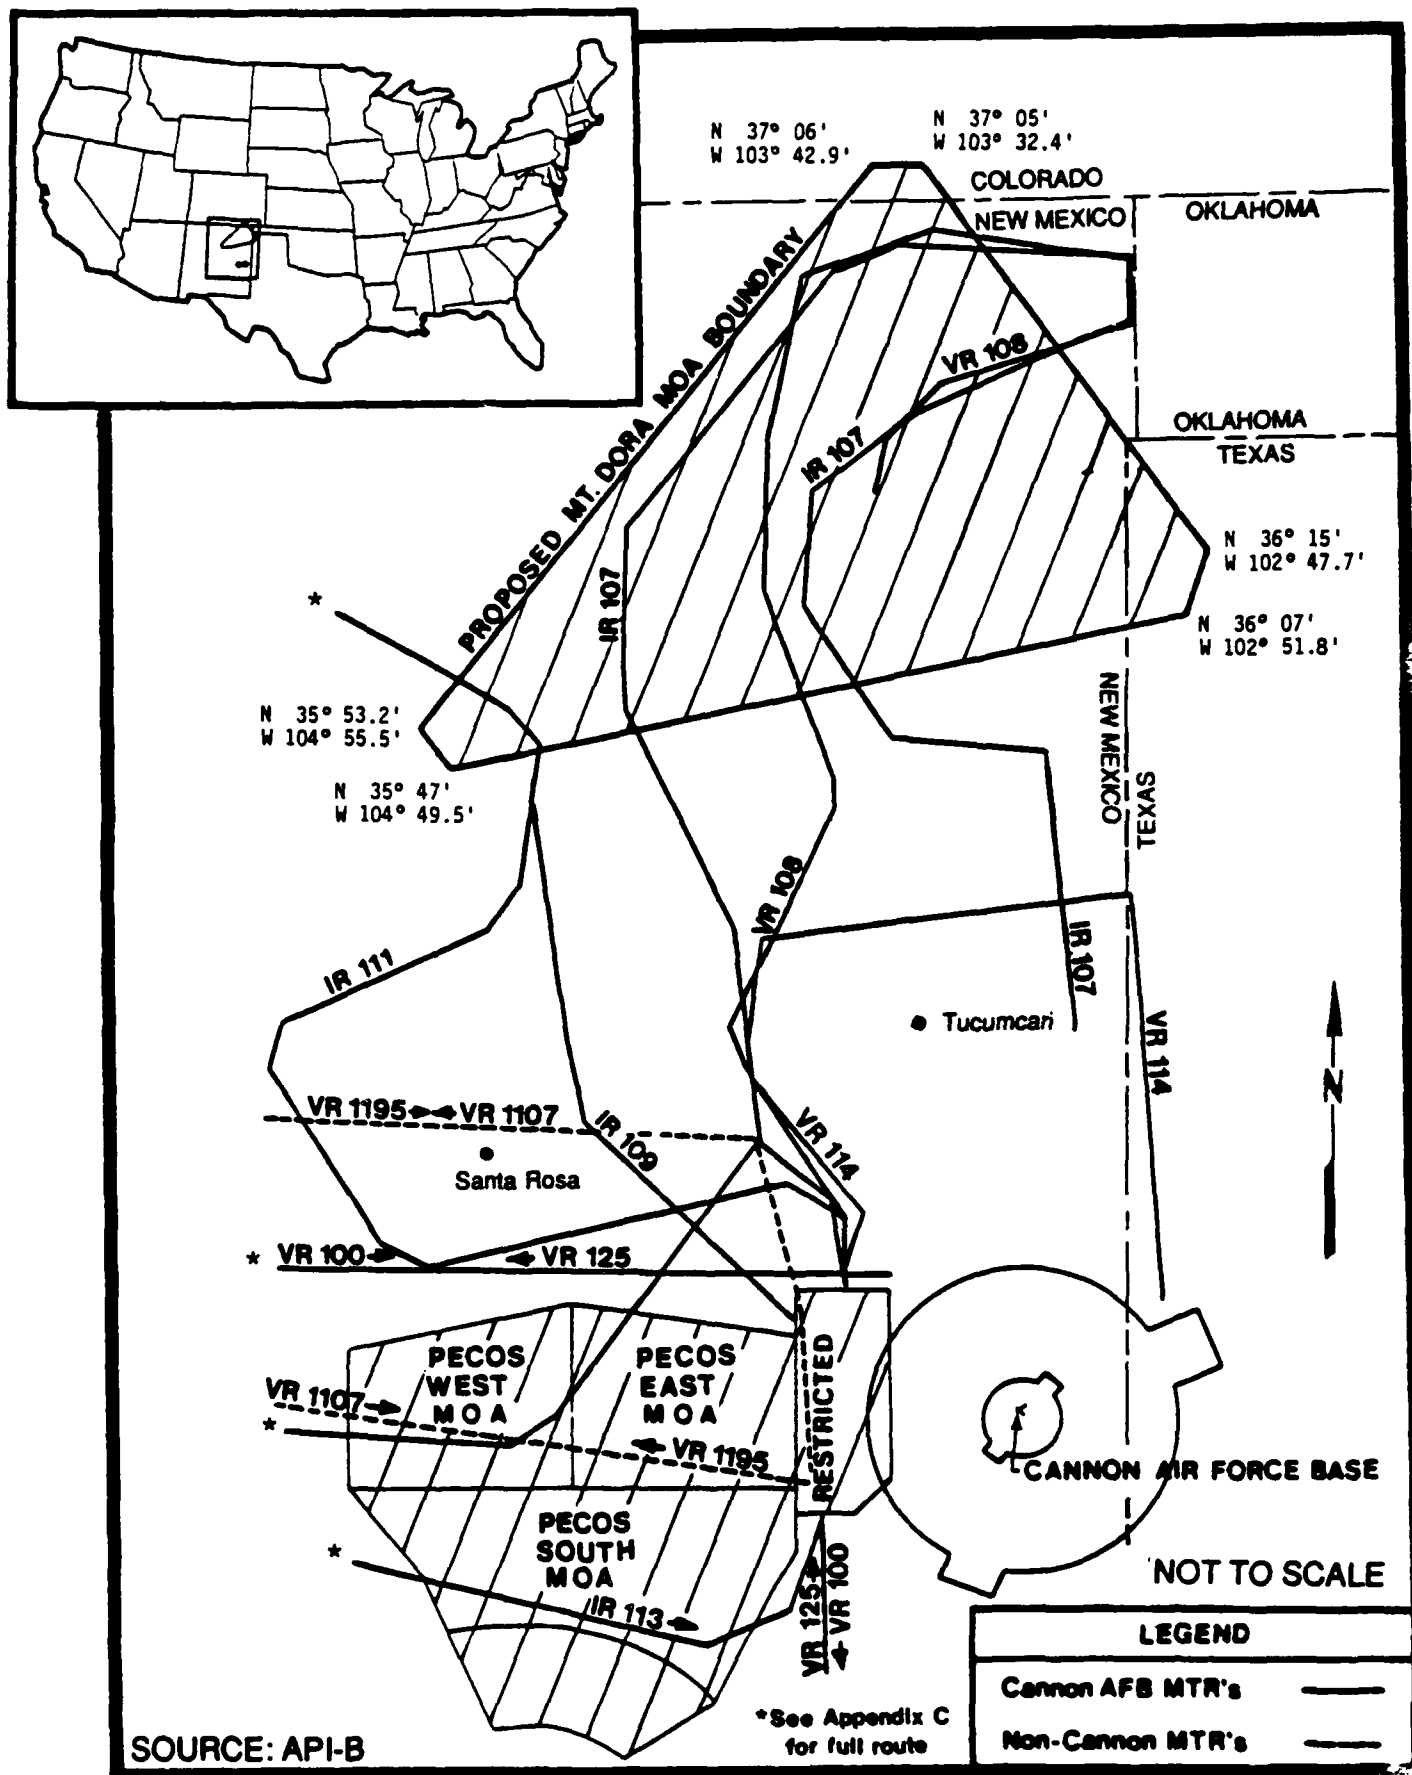 N 37° 06'
W 103° 42.9'
N 37° 05'
W 103° 32.4'
COLORADO
NEW MEXICO
OKLAHOMA
PROPOSED MT. DORA MOA BOUNDARY
VR 108
OKLAHOMA
TEXAS
IR 107
N 36° 15'
W 102° 47.7'
*
IR 107
N 36° 07'
W 102° 51.8'
N 35° 53.2'
W 104° 55.5'
NEW MEXICO
TEXAS
N 35° 47'
W 104° 49.5'
VR 108
IR 111
IR 107
Tucumcari
VR 114
N
VR 1195
VR 1107
IR 109
VR 114
Santa Rosa
* VR 100
VR 125
PECOS
WEST
MOA
PECOS
EAST
MOA
RESTRICTED
VR 1107
*
VR 1195
CANNON AIR FORCE BASE
PECOS
SOUTH
MOA
*
IR 113
VR 125
VR 100
NOT TO SCALE
LEGEND
Cannon AFB MTR's
Non-Cannon MTR's
*See Appendix C
for full route
SOURCE: API-B